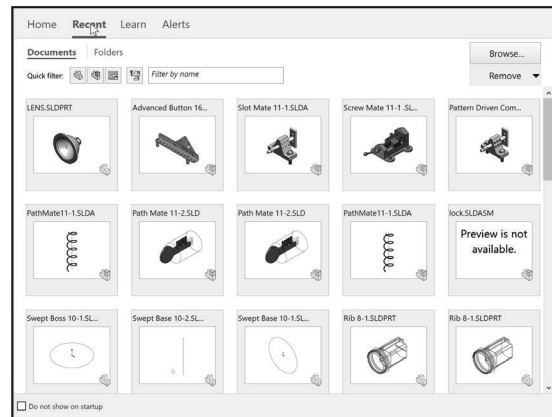 Home Recent Learn Alerts
Documents Folders
Browse...
Quick filter: Filter by name
Remove
LENS.SLDPRT Advanced Button 16... Slot Mate 11-1.SLDA Screw Mate 11-1 .SL... Pattern Driven Com...
PathMate11-1.SLDA Path Mate 11-2.SLD Path Mate 11-2.SLD PathMate11-1.SLDA lock.SLDASM
Preview is not
available.
Swept Boss 10-1.SL... Swept Base 10-2.SL... Swept Base 10-1.SL... Rib 8-1.SLDPRT Rib 8-1.SLDPRT
Do not show on startup